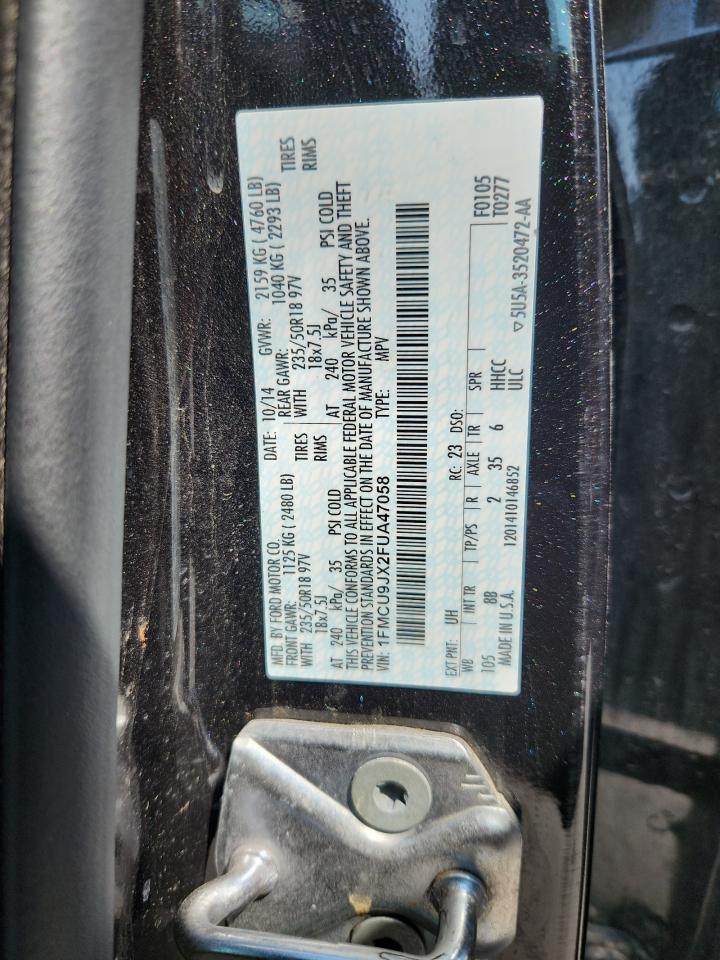 MFD. BY FORD MOTOR CO. DATE: 10/14 GVWR: 2159 KG ( 4760 LB)
FRONT GAWR: 1125 KG ( 2480 LB) REAR GAWR: 1040 KG ( 2293 LB)
WITH 235/50R18 97V TIRES WITH 235/50R18 97V TIRES
18x7.5J RIMS 18x7.5J RIMS
AT 240 kPa/ 35 PSI COLD AT 240 kPa/ 35 PSI COLD
THIS VEHICLE CONFORMS TO ALL APPLICABLE FEDERAL MOTOR VEHICLE SAFETY AND THEFT
PREVENTION STANDARDS IN EFFECT ON THE DATE OF MANUFACTURE SHOWN ABOVE.
VIN: 1FMCU9JX2FUA47058 TYPE: MPV
EXT PNT: UH RC: 23 DSO: F0105
WB INT TR TP/PS R AXLE TR SPR T0277
105 8B 2 35 6 HHCC
MADE IN U.S.A. 1201410146852 ULC ▽5U5A-3520472-AA